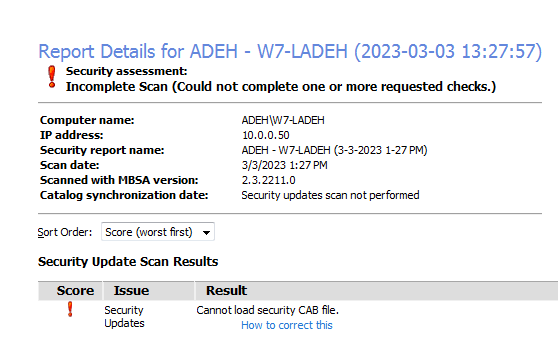 Report Details for ADEH - W7-LADEH (2023-03-03 13:27:57)
Security assessment:
Incomplete Scan (Could not complete one or more requested checks.)
Computer name: ADEH\W7-LADEH
IP address: 10.0.0.50
Security report name: ADEH - W7-LADEH (3-3-2023 1-27 PM)
Scan date: 3/3/2023 1:27 PM
Scanned with MBSA version: 2.3.2211.0
Catalog synchronization date: Security updates scan not performed
Sort Order: Score (worst first)
Security Update Scan Results
Score Issue Result
Security Cannot load security CAB file.
Updates How to correct this